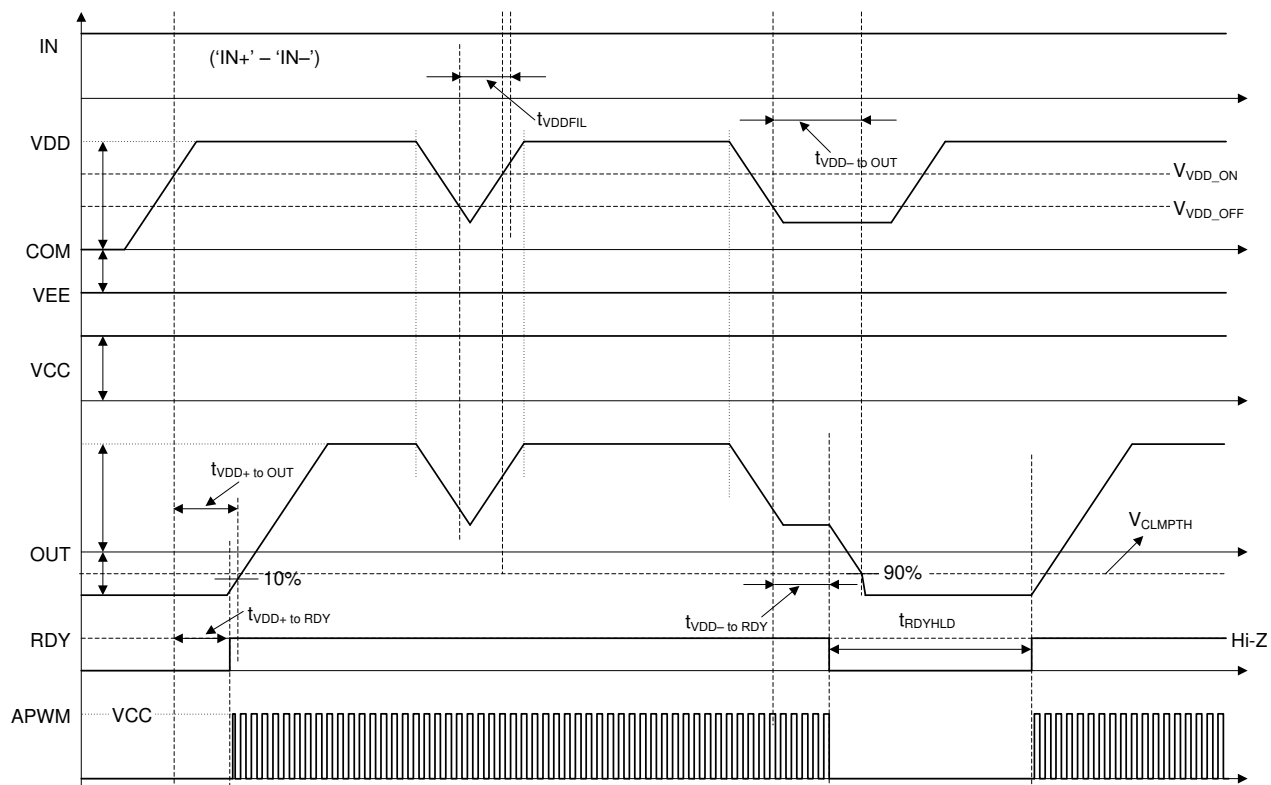 IN
('IN+' – 'IN–')
tVDDFIL
VDD
tVDD– to OUT
VVDD_ON
VVDD_OFF
COM
VEE
VCC
tVDD+ to OUT
VCLMPTH
OUT
10%
90%
tVDD+ to RDY
tVDD– to RDY
tRDYHLD
RDY
Hi-Z
APWM
VCC